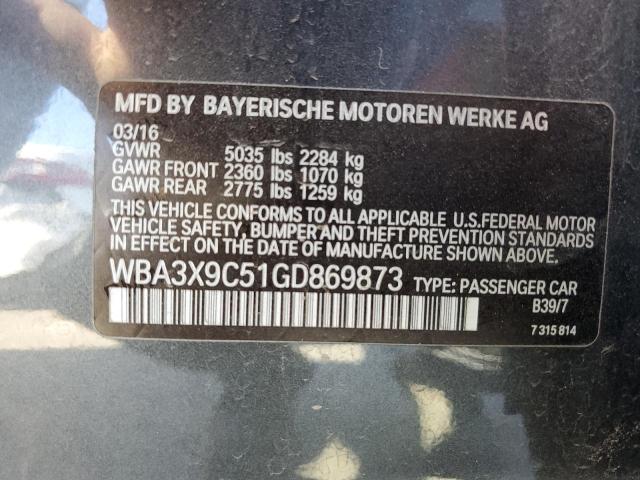 MFD BY BAYERISCHE MOTOREN WERKE AG
03/16
GVWR 5035 lbs 2284 kg
GAWR FRONT 2360 lbs 1070 kg
GAWR REAR 2775 lbs 1259 kg
THIS VEHICLE CONFORMS TO ALL APPLICABLE U.S.FEDERAL MOTOR
VEHICLE SAFETY, BUMPER AND THEFT PREVENTION STANDARDS
IN EFFECT ON THE DATE OF MANUFACTURE SHOWN ABOVE.
WBA3X9C51GD869873 TYPE: PASSENGER CAR
B39/7
7 315 814